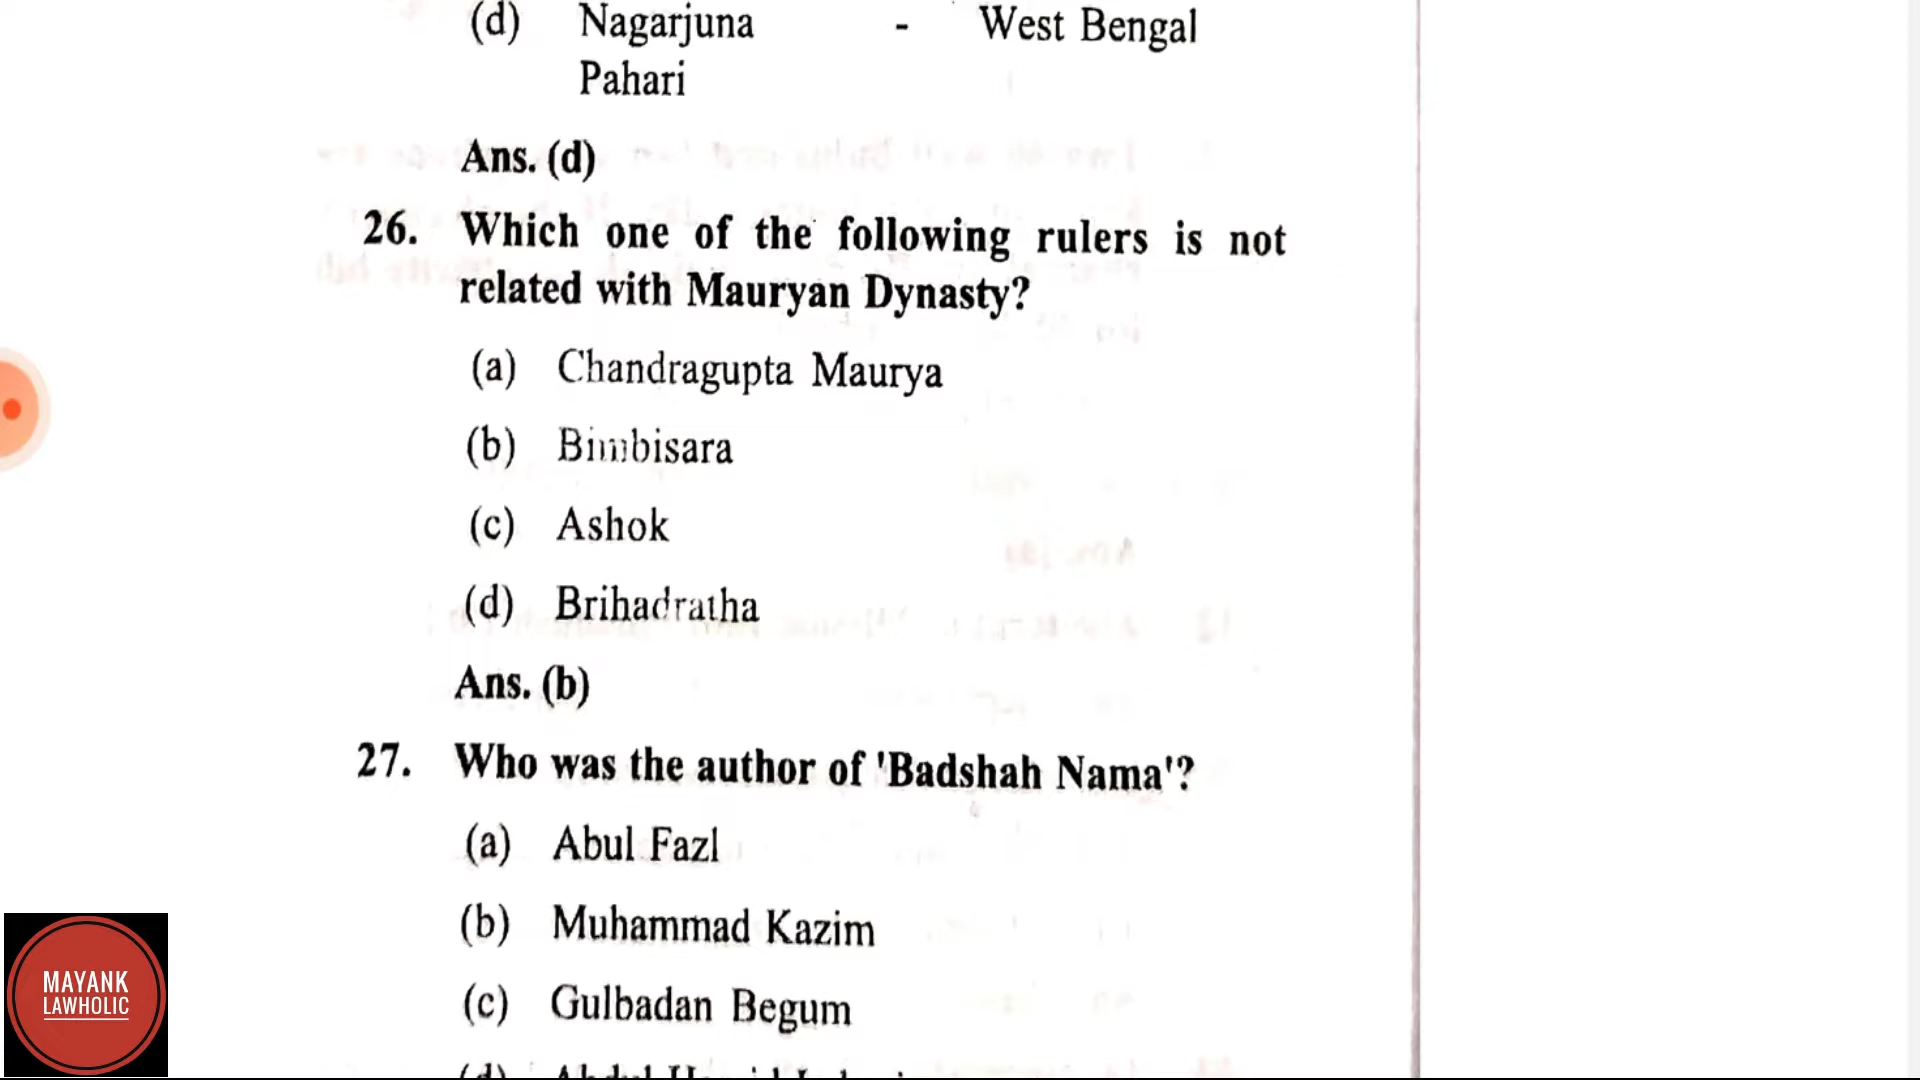 (d) Nagarjuna - West Bengal
Pahari
Ans. (d)
26. Which one of the following rulers is not
related with Mauryan Dynasty?
(a) Chandragupta Maurya
(b) Bimbisara
(c) Ashok
(d) Brihadratha
Ans. (b)
27. Who was the author of 'Badshah Nama'?
(a) Abul Fazl
(b) Muhammad Kazim
(c) Gulbadan Begum
MAYANK
LAWHOLIC